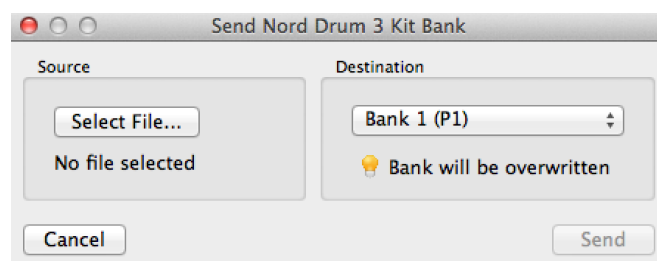 Send Nord Drum 3 Kit Bank
Source
Destination
Select File...
Bank 1 (P1)
No file selected
Bank will be overwritten
Cancel
Send